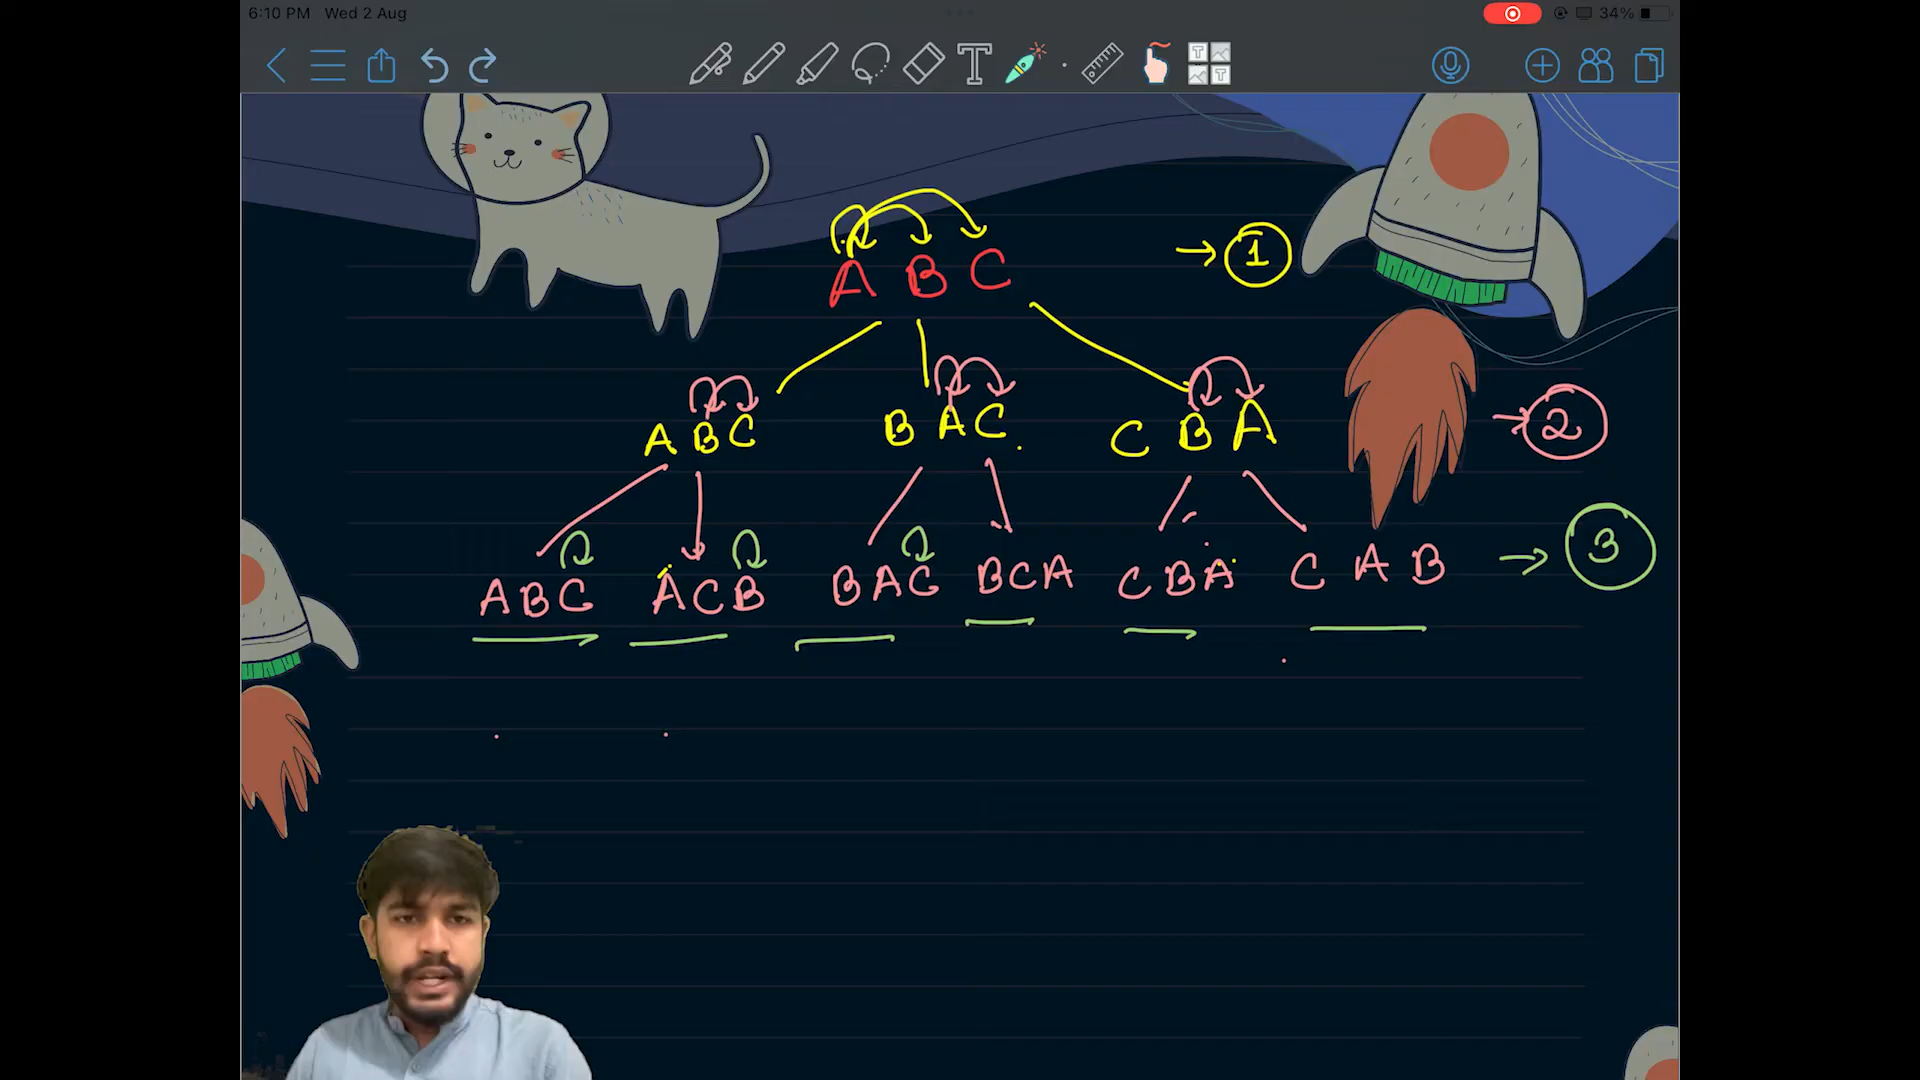 6:10 PM Wed 2 Aug 34%
A B C → 1
A B C B A C C B A → 2
A B C A C B B A C B C A C B A C A B → 3